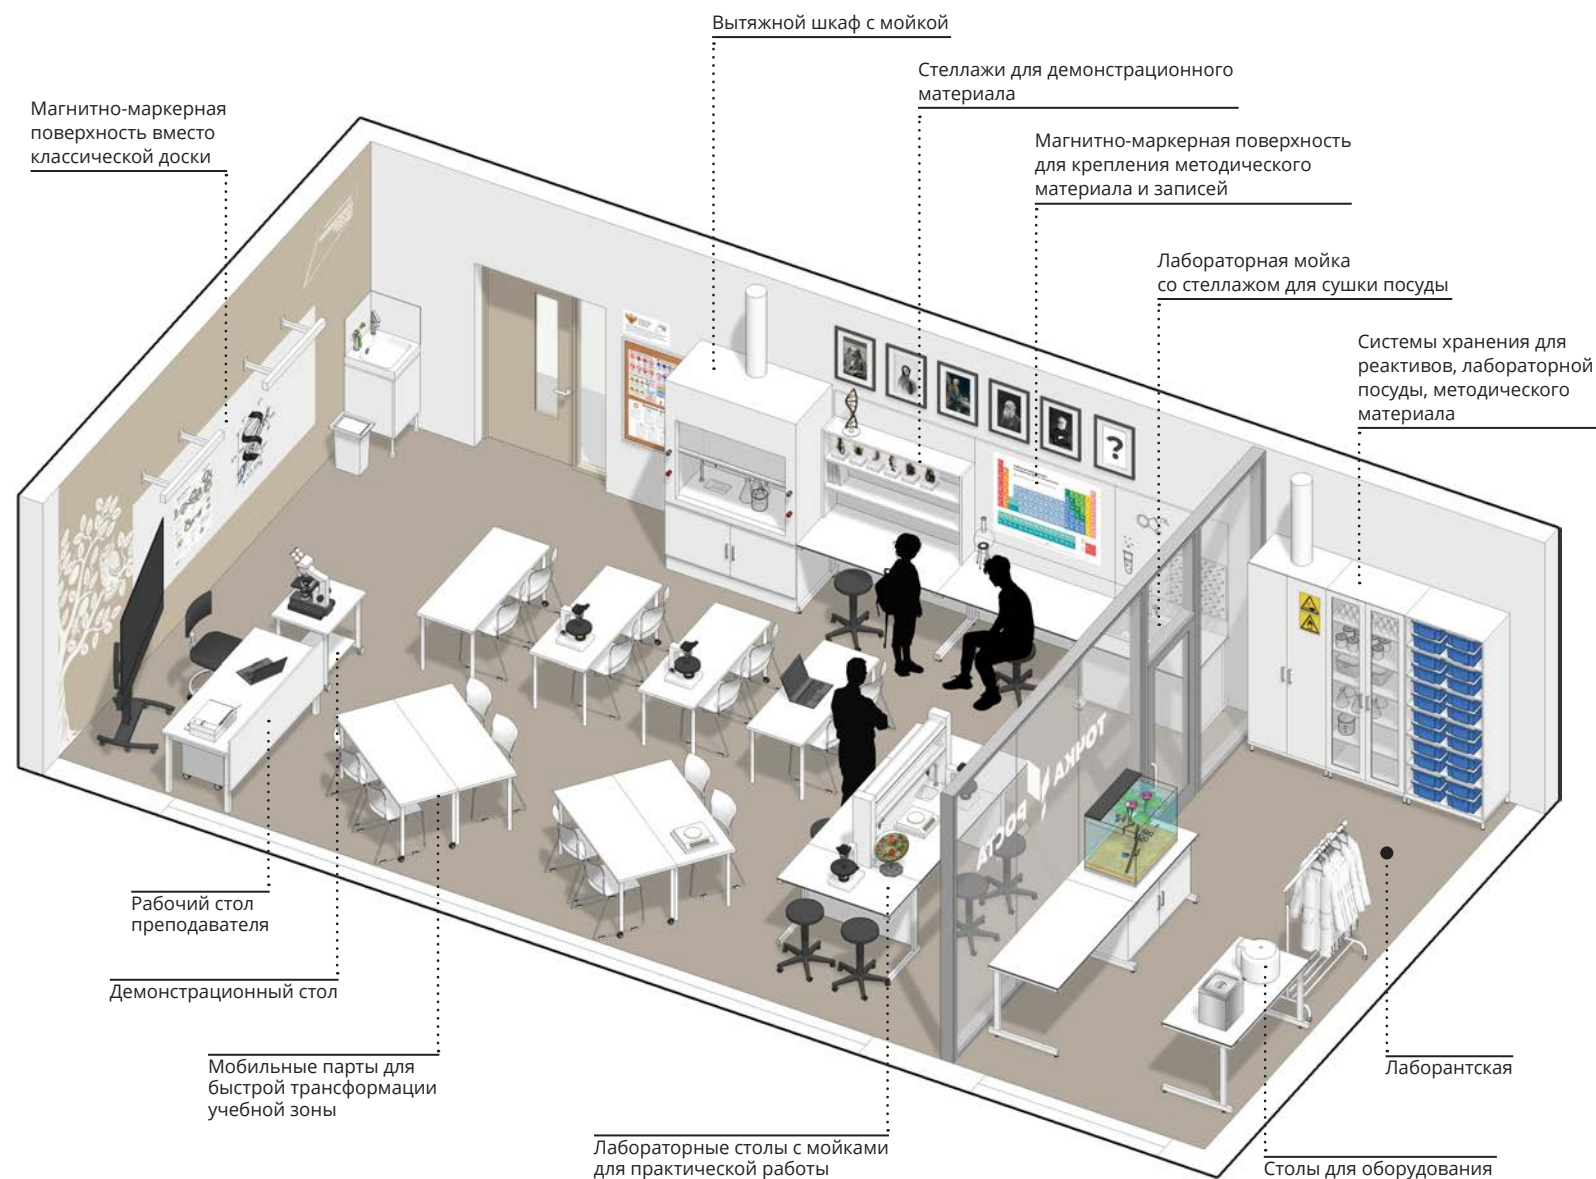 Вытяжной шкаф с мойкой
Стеллажи для демонстрационного
материала
Магнитно-маркерная
поверхность вместо
классической доски
Магнитно-маркерная поверхность
для крепления методического
материала и записей
Лабораторная мойка
со стеллажом для сушки посуды
Системы хранения для
реактивов, лабораторной
посуды, методического
материала
?
ТОЧКА
РОСТА
Рабочий стол
преподавателя
Демонстрационный стол
Мобильные парты для
быстрой трансформации
учебной зоны
Лабораторные столы с мойками
для практической работы
Лаборантская
Столы для оборудования